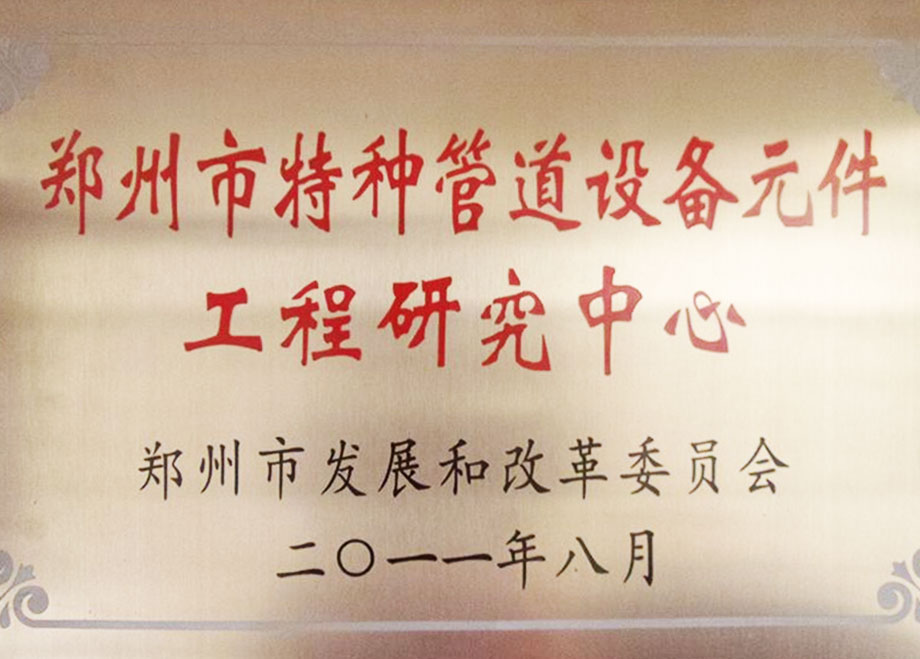 郑州市特种管道设备元件
工程研究中心
郑州市发展和改革委员会
二〇一一年八月